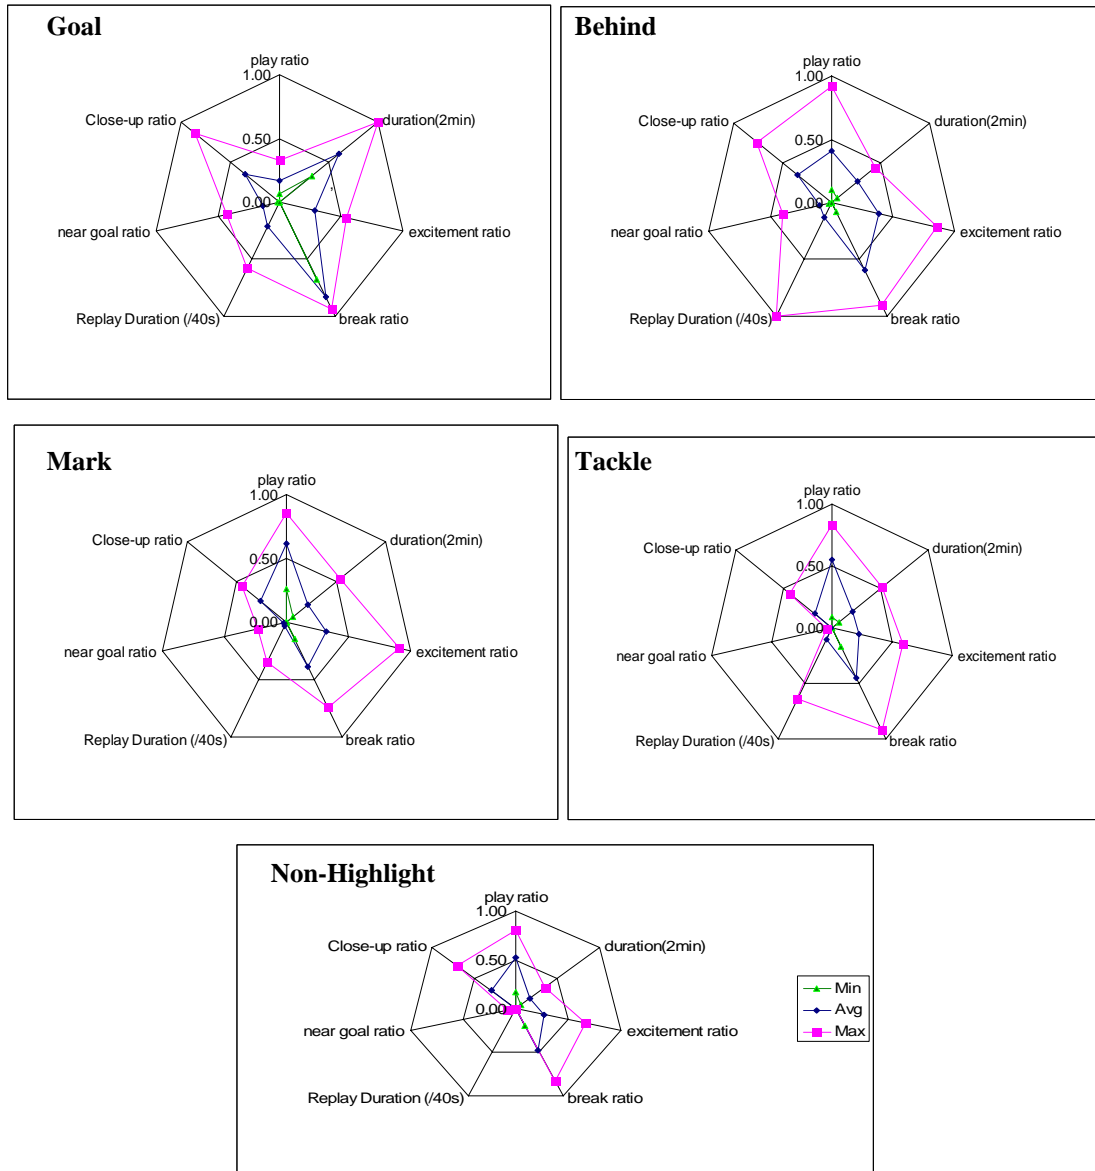 Goal
play ratio
1.00
duration(2min)
Close-up ratio
0.50
0.00
near goal ratio
excitement ratio
Replay Duration (/40s)
break ratio
Behind
play ratio
1.00
duration(2min)
Close-up ratio
0.50
0.00
near goal ratio
excitement ratio
Replay Duration (/40s)
break ratio
Mark
play ratio
1.00
Close-up ratio
duration(2min)
0.50
0.00
near goal ratio
excitement ratio
Replay Duration (/40s)
break ratio
Tackle
play ratio
1.00
Close-up ratio
duration(2min)
0.50
0.00
near goal ratio
excitement ratio
Replay Duration (/40s)
break ratio
Non-Highlight
play ratio
1.00
Close-up ratio
duration(2min)
0.50
0.00
near goal ratio
excitement ratio
Replay Duration (/40s)
break ratio
Min
Avg
Max